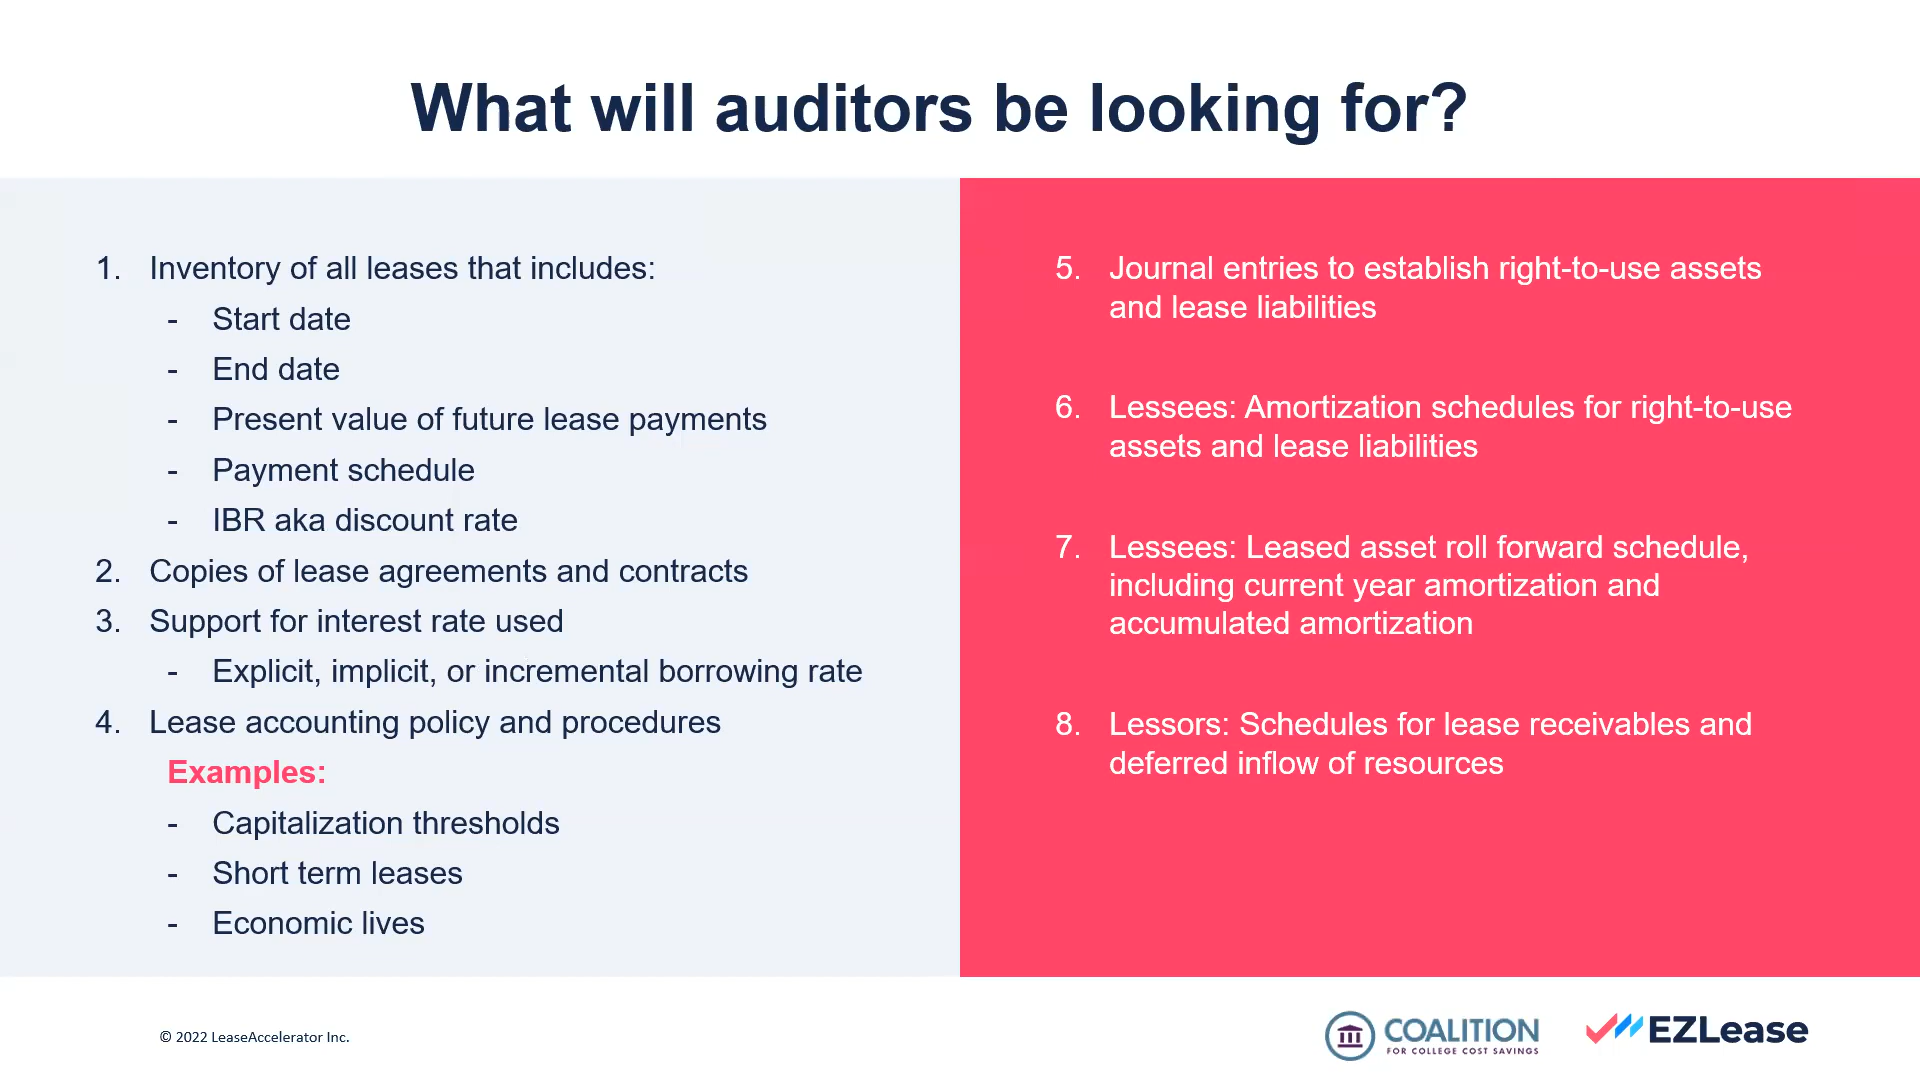 What will auditors be looking for?
1. Inventory of all leases that includes:
- Start date
- End date
- Present value of future lease payments
- Payment schedule
- IBR aka discount rate
2. Copies of lease agreements and contracts
3. Support for interest rate used
- Explicit, implicit, or incremental borrowing rate
4. Lease accounting policy and procedures
Examples:
- Capitalization thresholds
- Short term leases
- Economic lives
5. Journal entries to establish right-to-use assets
and lease liabilities
6. Lessees: Amortization schedules for right-to-use
assets and lease liabilities
7. Lessees: Leased asset roll forward schedule,
including current year amortization and
accumulated amortization
8. Lessors: Schedules for lease receivables and
deferred inflow of resources
© 2022 LeaseAccelerator Inc.
COALITION
FOR COLLEGE COST SAVINGS
EZLease